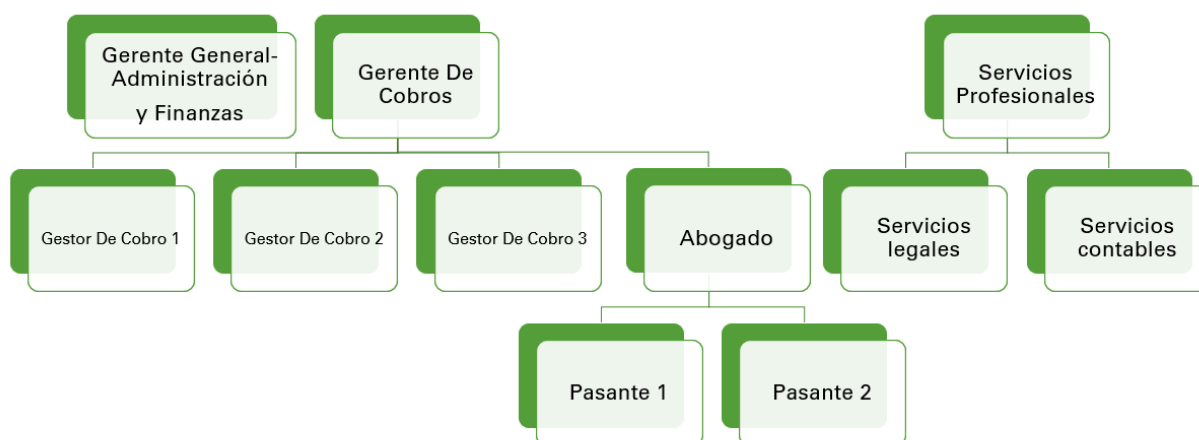 Gerente General-
Administración
y Finanzas
Gerente De
Cobros
Servicios
Profesionales
Gestor De Cobro 1
Gestor De Cobro 2
Gestor De Cobro 3
Abogado
Servicios
legales
Servicios
contables
Pasante 1
Pasante 2